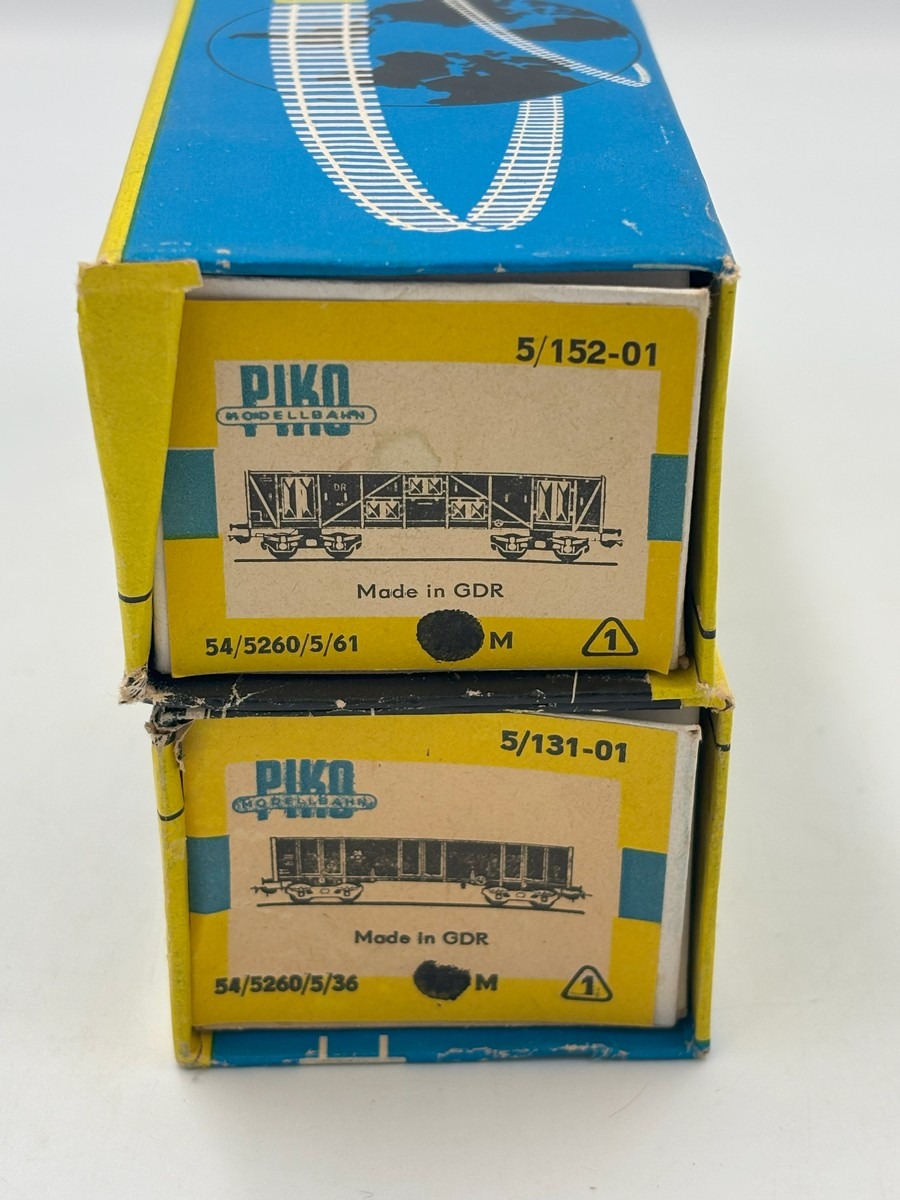 5/152-01
PIKO
MODELLBAHN
DR
Made in GDR
54/5260/5/61 M 1
5/131-01
PIKO
MODELLBAHN
Made in GDR
54/5260/5/36 M 1